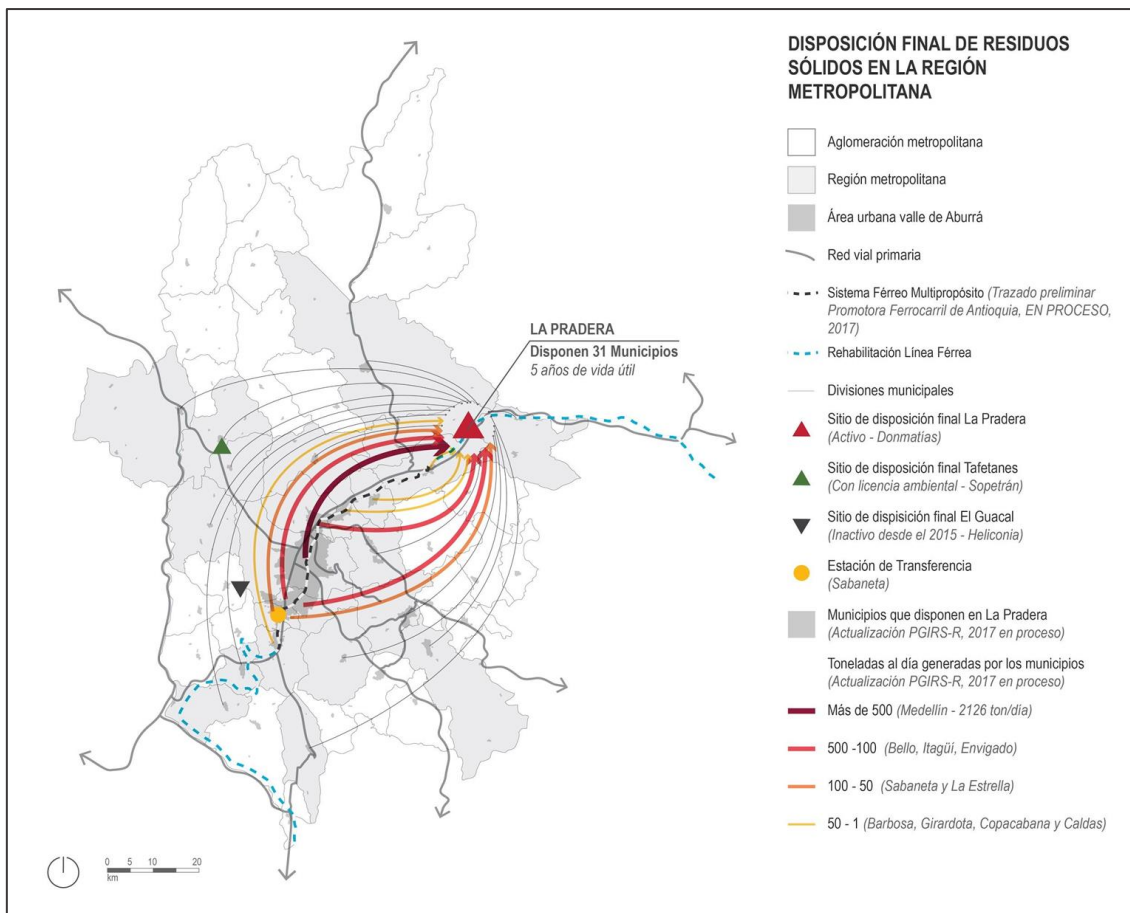 DISPOSICIÓN FINAL DE RESIDUOS
SÓLIDOS EN LA REGIÓN
METROPOLITANA
Aglomeración metropolitana
Región metropolitana
Área urbana valle de Aburrá
Red vial primaria
Sistema Férreo Multipropósito (Trazado preliminar
Promotora Ferrocarril de Antioquia, EN PROCESO,
2017)
Rehabilitación Línea Férrea
Divisiones municipales
Sitio de disposición final La Pradera
(Activo - Donmatías)
Sitio de disposición final Tafetanes
(Con licencia ambiental - Sopetrán)
Sitio de dispisición final El Guacal
(Inactivo desde el 2015 - Heliconia)
Estación de Transferencia
(Sabaneta)
Municipios que disponen en La Pradera
(Actualización PGIRS-R, 2017 en proceso)
Toneladas al día generadas por los municipios
(Actualización PGIRS-R, 2017 en proceso)
Más de 500 (Medellín - 2126 ton/día)
500 -100 (Bello, Itagüí, Envigado)
100 - 50 (Sabaneta y La Estrella)
50 - 1 (Barbosa, Girardota, Copacabana y Caldas)
LA PRADERA
Disponen 31 Municipios
5 años de vida útil
0 5 10 20
km